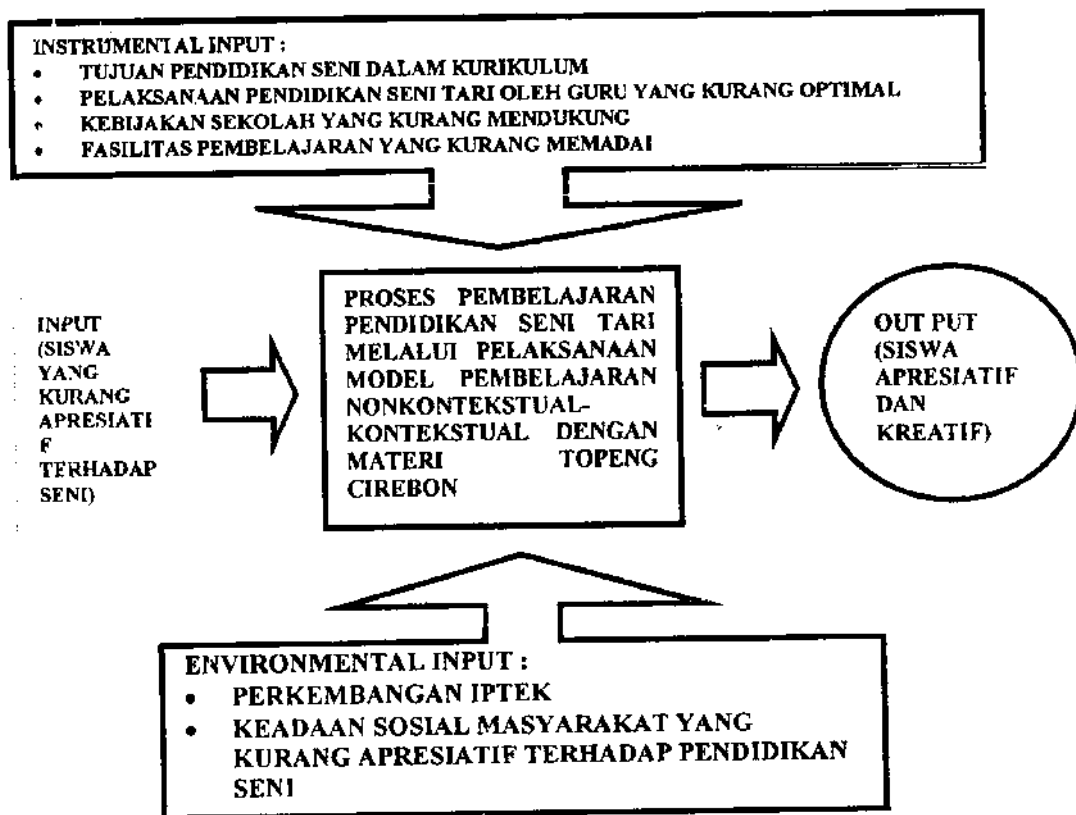 INSTRUMENTAL INPUT :
• TUJUAN PENDIDIKAN SENI DALAM KURIKULUM
• PELAKSANAAN PENDIDIKAN SENI TARI OLEH GURU YANG KURANG OPTIMAL
• KEBIJAKAN SEKOLAH YANG KURANG MENDUKUNG
• FASILITAS PEMBELAJARAN YANG KURANG MEMADAI
INPUT
(SISWA
YANG
KURANG
APRESIATI
F
TERHADAP
SENI)
PROSES PEMBELAJARAN
PENDIDIKAN SENI TARI
MELALUI PELAKSANAAN
MODEL PEMBELAJARAN
NONKONTEKSTUAL-
KONTEKSTUAL DENGAN
MATERI TOPENG
CIREBON
OUT PUT
(SISWA
APRESIATIF
DAN
KREATIF)
ENVIRONMENTAL INPUT :
• PERKEMBANGAN IPTEK
• KEADAAN SOSIAL MASYARAKAT YANG
KURANG APRESIATIF TERHADAP PENDIDIKAN
SENI